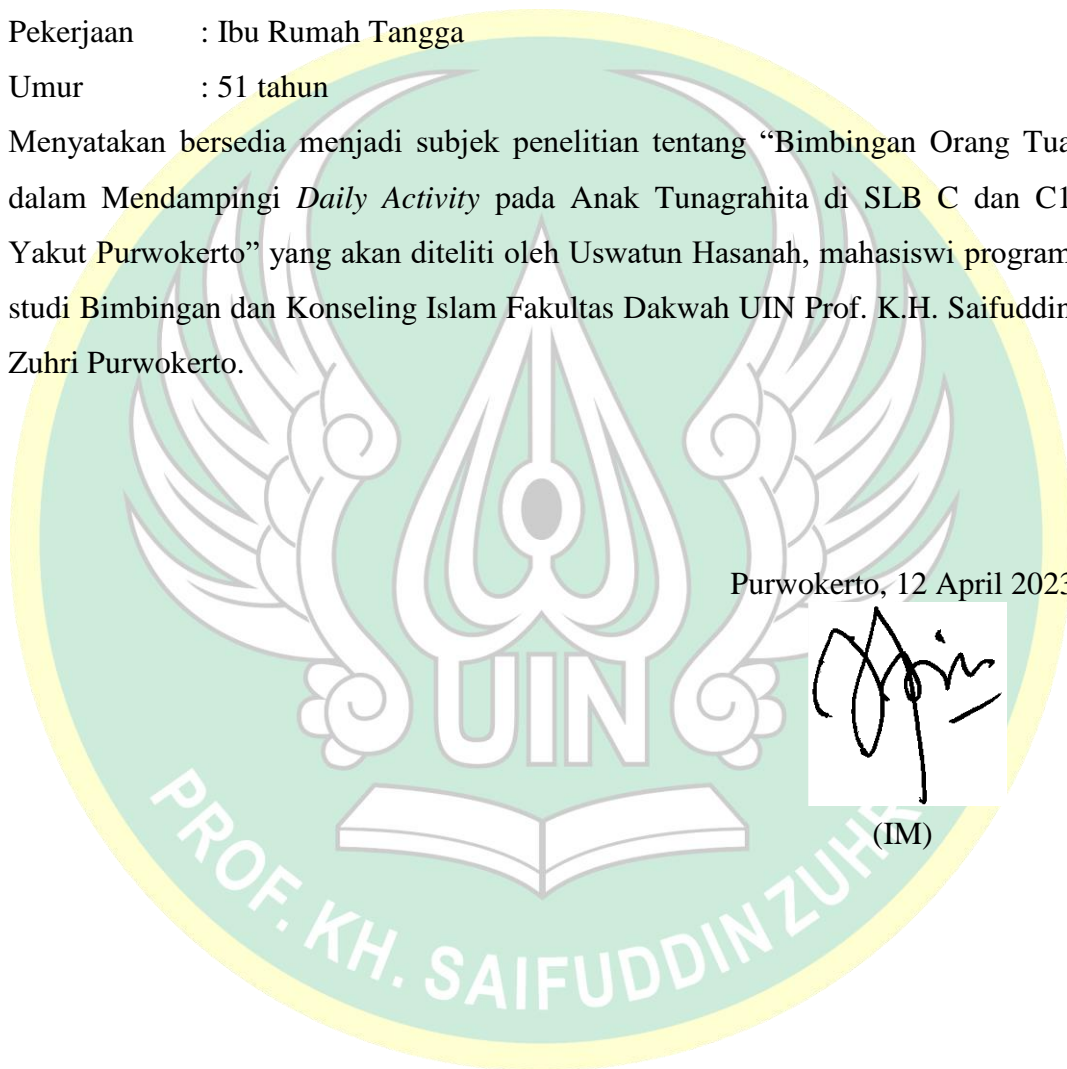 Pekerjaan : Ibu Rumah Tangga
Umur : 51 tahun
Menyatakan bersedia menjadi subjek penelitian tentang “Bimbingan Orang Tua
dalam Mendampingi Daily Activity pada Anak Tunagrahita di SLB C dan C1
Yakut Purwokerto” yang akan diteliti oleh Uswatun Hasanah, mahasiswi program
studi Bimbingan dan Konseling Islam Fakultas Dakwah UIN Prof. K.H. Saifuddin
Zuhri Purwokerto.
Purwokerto, 12 April 2023
(IM)
UIN
PROF. KH. SAIFUDDIN ZUHRI